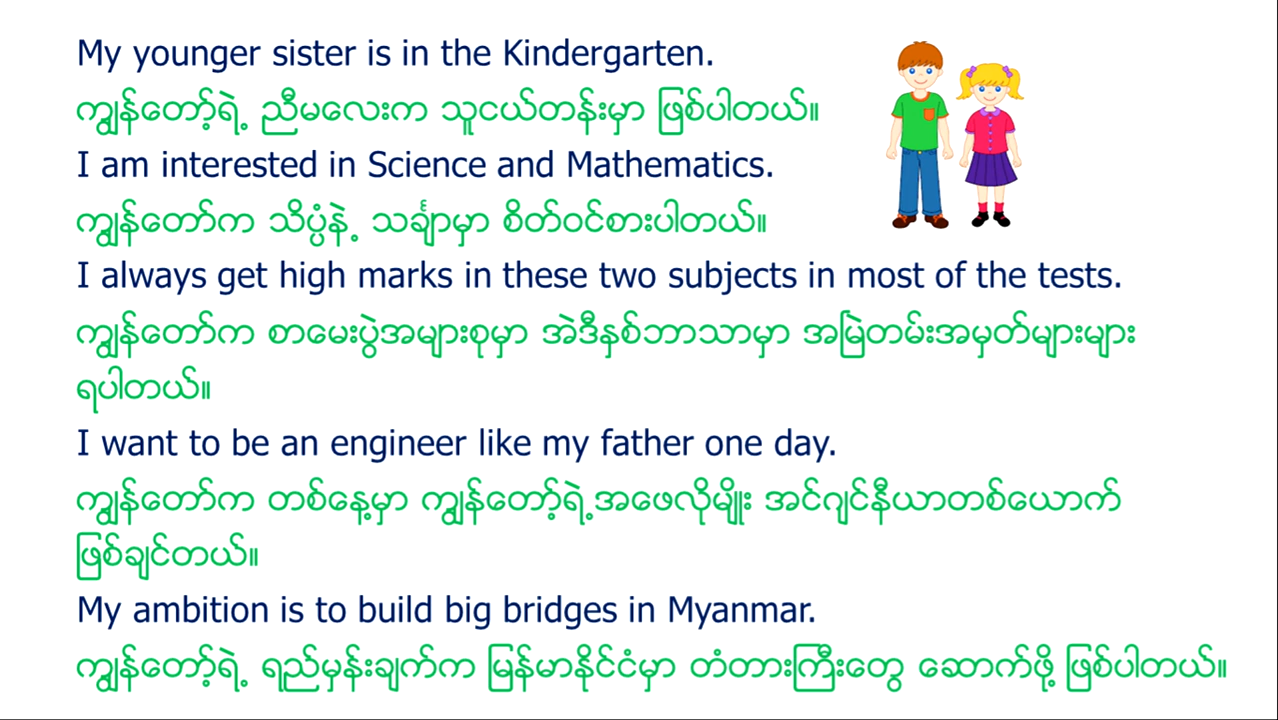 My younger sister is in the Kindergarten.
ကျွန်တော့်ရဲ့ ညီမလေးက သူငယ်တန်းမှာ ဖြစ်ပါတယ်။
I am interested in Science and Mathematics.
ကျွန်တော်က သိပ္ပံနဲ့ သင်္ချာမှာ စိတ်ဝင်စားပါတယ်။
I always get high marks in these two subjects in most of the tests.
ကျွန်တော်က စာမေးပွဲအများစုမှာ အဲဒီနှစ်ဘာသာမှာ အမြဲတမ်းအမှတ်များများ
ရပါတယ်။
I want to be an engineer like my father one day.
ကျွန်တော်က တစ်နေ့မှာ ကျွန်တော့်ရဲ့အဖေလိုမျိုး အင်ဂျင်နီယာတစ်ယောက်
ဖြစ်ချင်တယ်။
My ambition is to build big bridges in Myanmar.
ကျွန်တော့်ရဲ့ ရည်မှန်းချက်က မြန်မာနိုင်ငံမှာ တံတားကြီးတွေ ဆောက်ဖို့ ဖြစ်ပါတယ်။